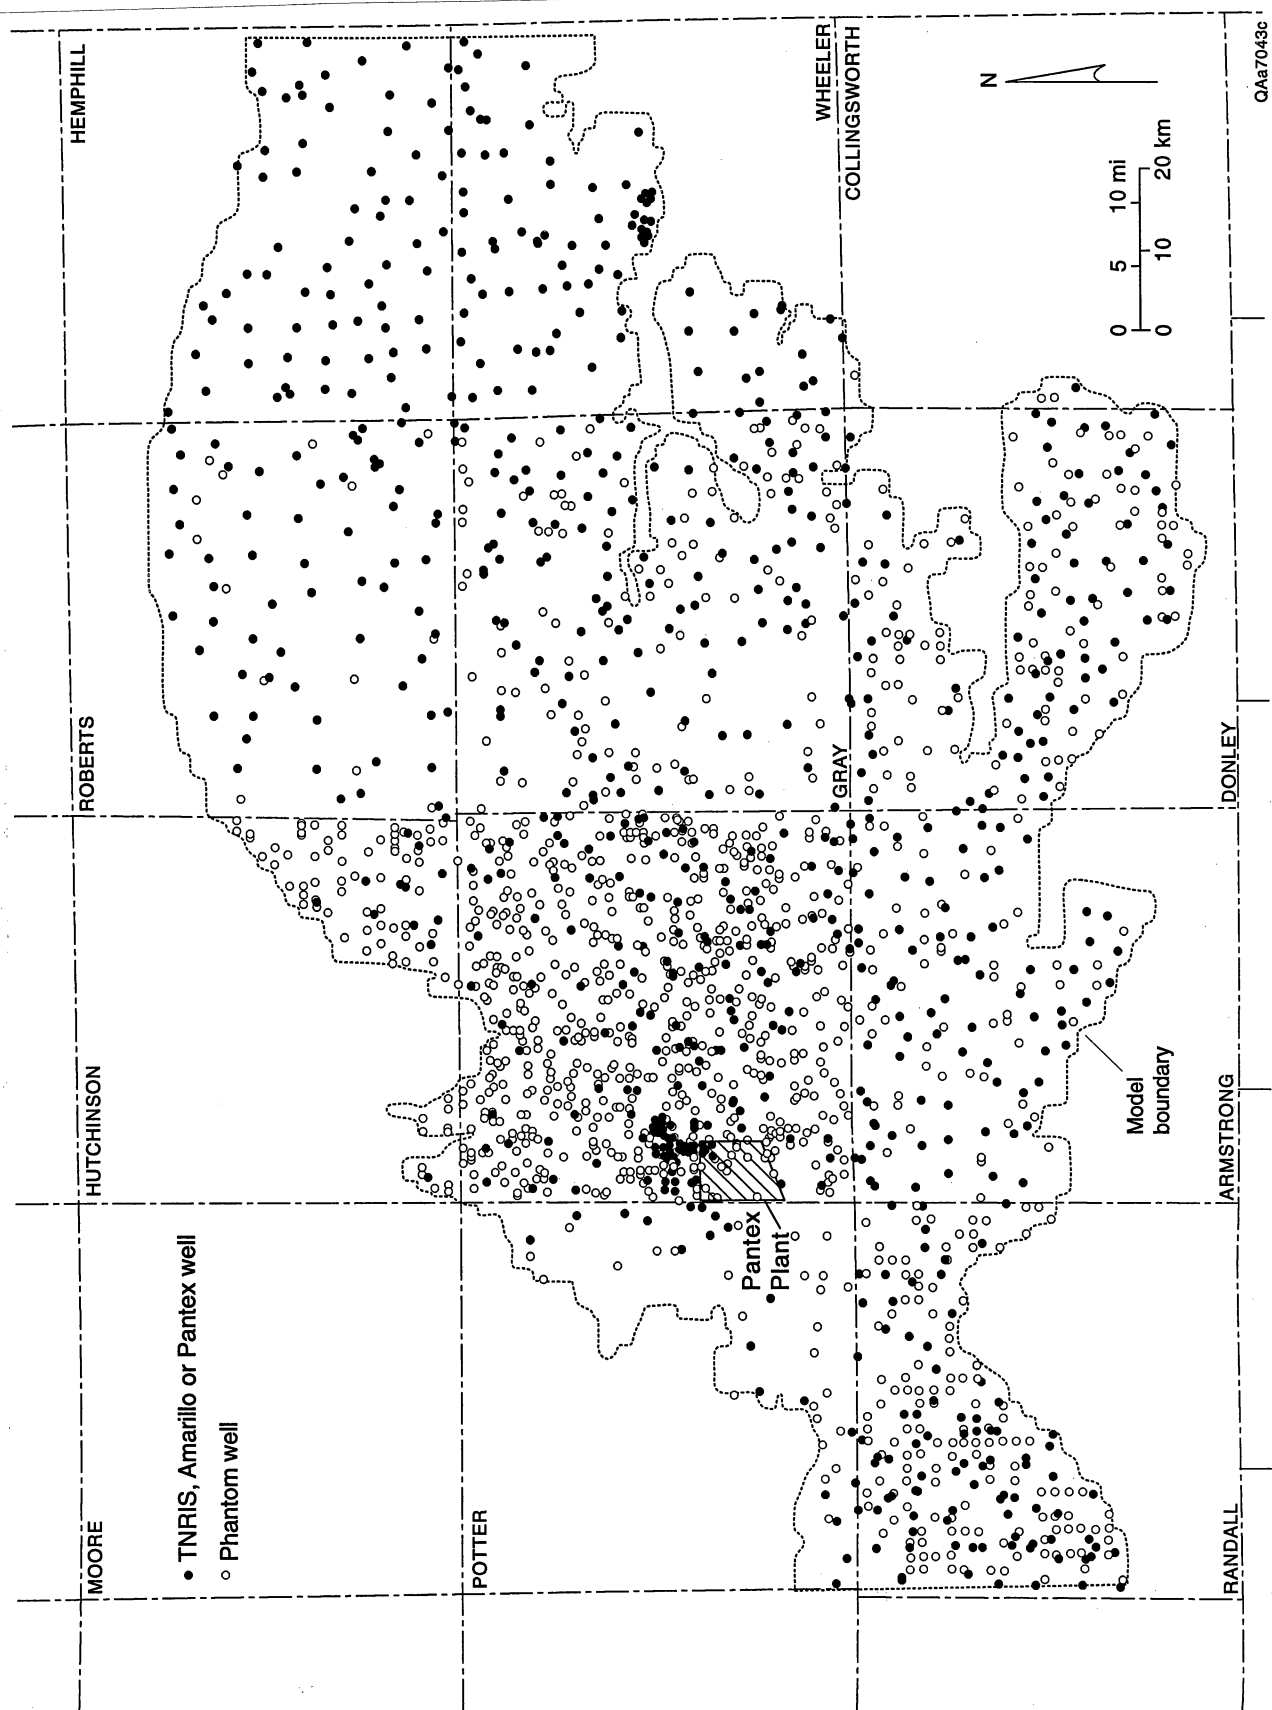 MOORE
HUTCHINSON
ROBERTS
HEMPHILL
● TNRIS, Amarillo or Pantex well
○ Phantom well
POTTER
Pantex
Plant
GRAY
WHEELER
COLLINGSWORTH
N
0 5 10 mi
0 10 20 km
Model
boundary
RANDALL
ARMSTRONG
DONLEY
QAa7043c